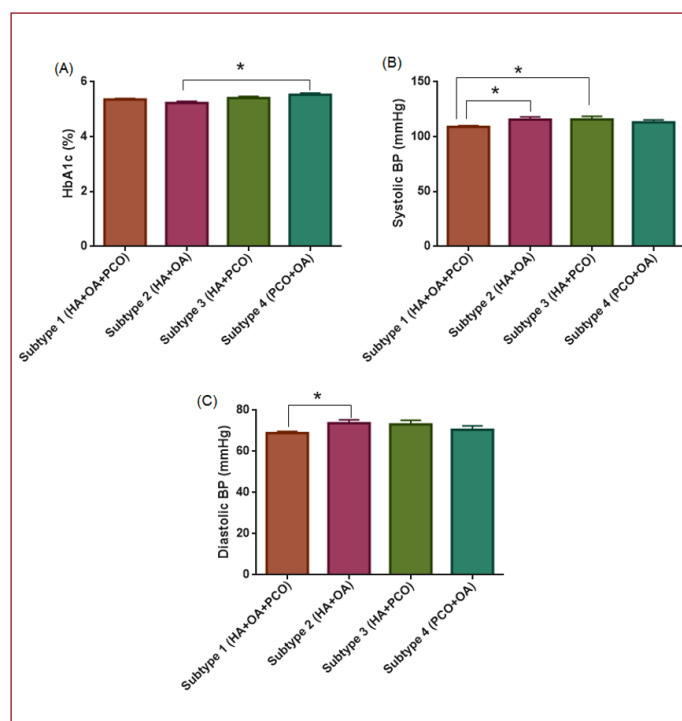 (A)
*
6
4
2
0
HbA1c (%)
Subtype 1 (HA+OA+PCO)
Subtype 2 (HA+OA)
Subtype 3 (HA+PCO)
Subtype 4 (PCO+OA)
(B)
*
*
150
100
50
0
Systolic BP (mmHg)
Subtype 1 (HA+OA+PCO)
Subtype 2 (HA+OA)
Subtype 3 (HA+PCO)
Subtype 4 (PCO+OA)
(C)
*
80
60
40
20
0
Diastolic BP (mmHg)
Subtype 1 (HA+OA+PCO)
Subtype 2 (HA+OA)
Subtype 3 (HA+PCO)
Subtype 4 (PCO+OA)